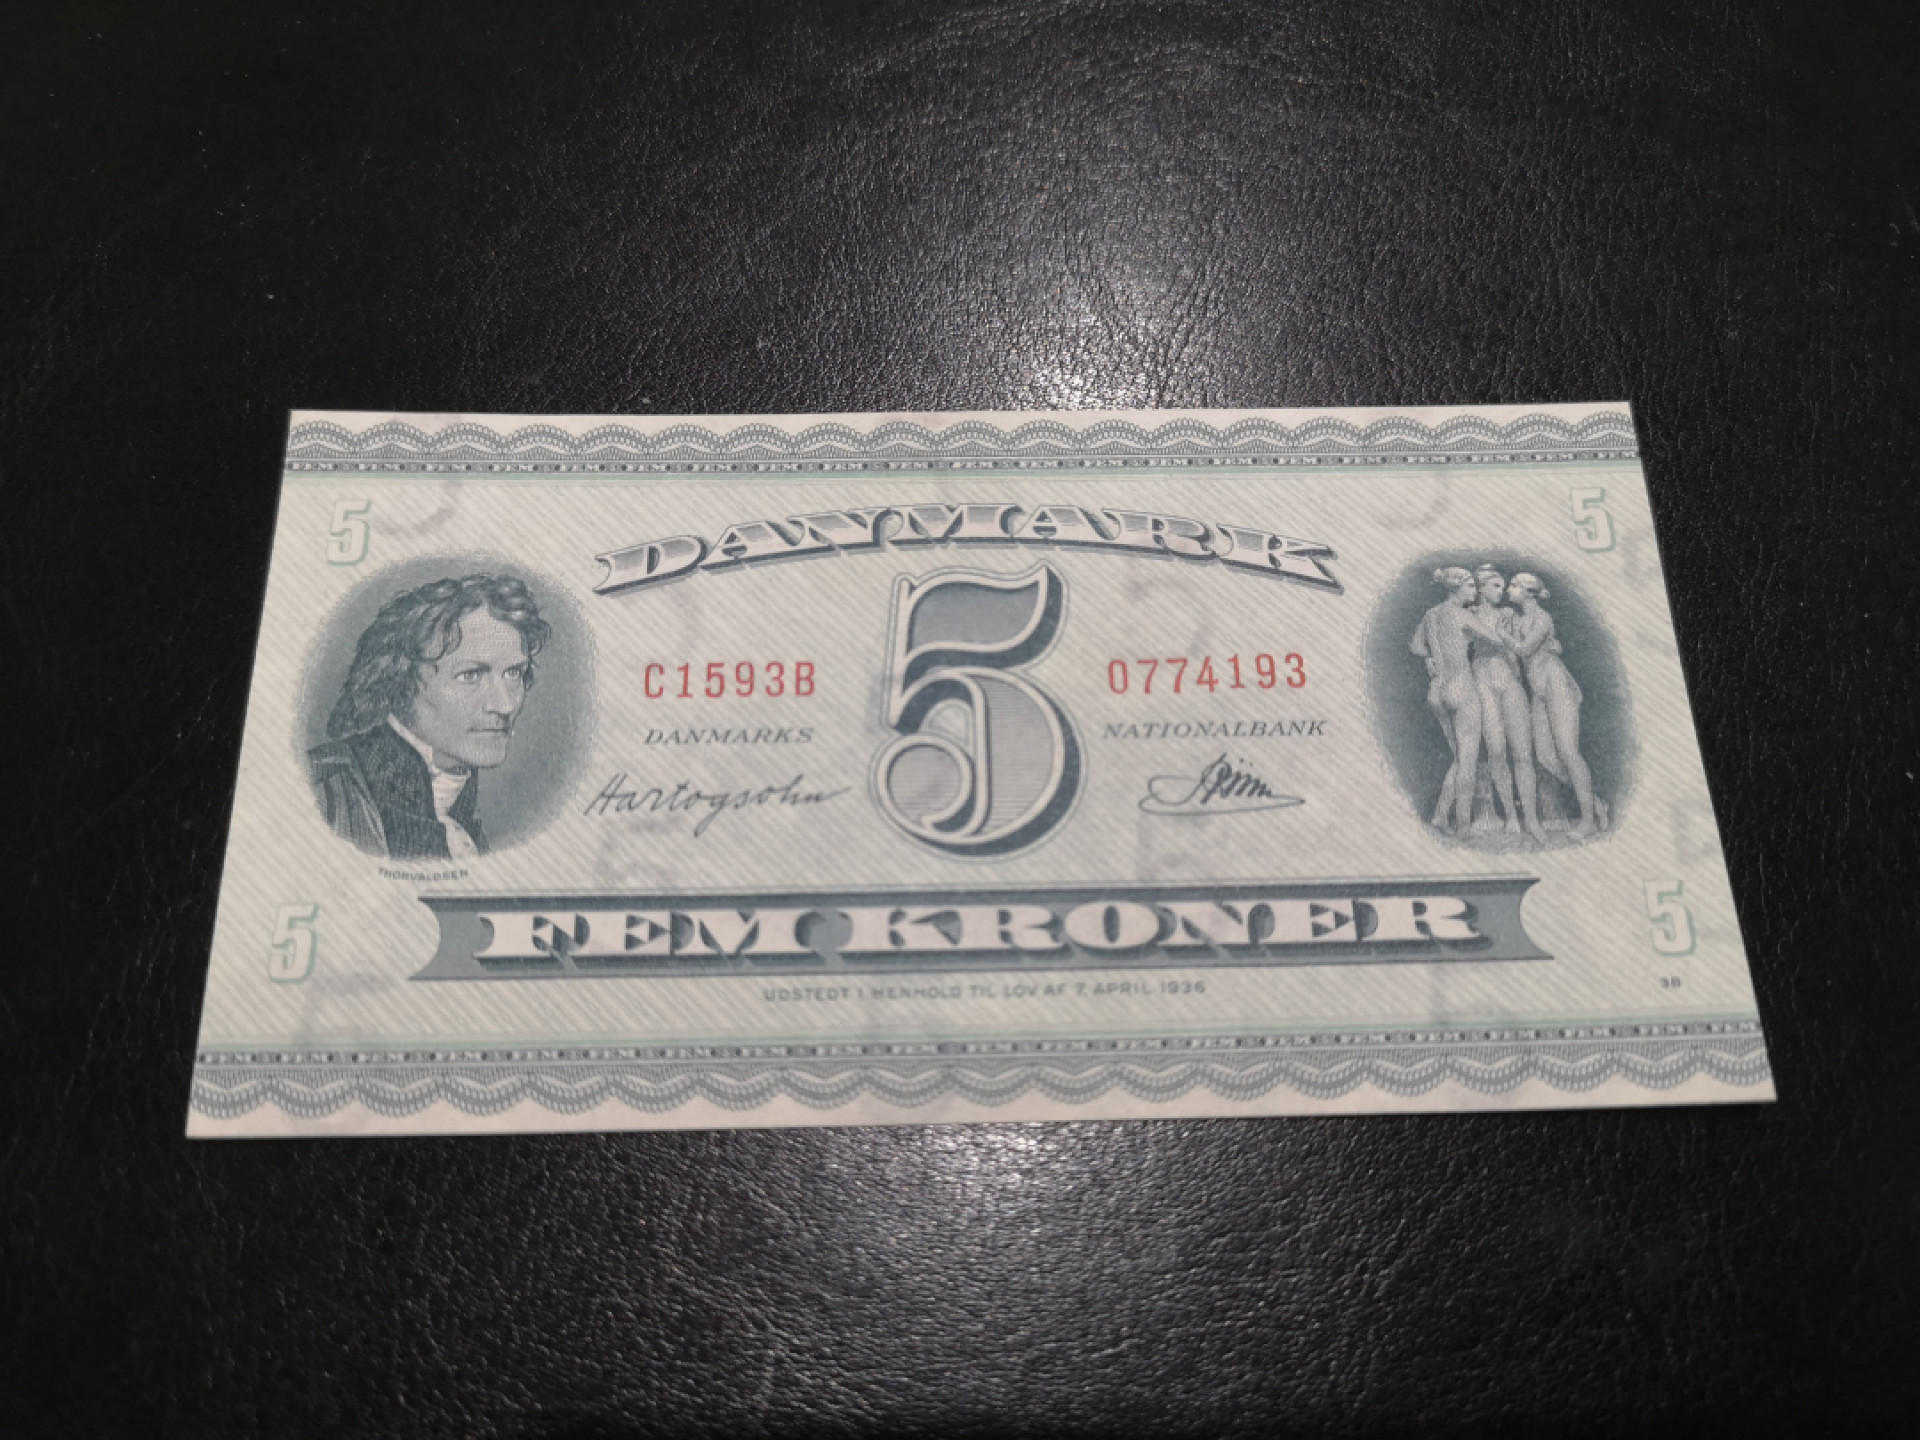 5 5
DANMARK
5
C1593B 0774193
DANMARKS NATIONALBANK
Hartogsohn
THORVALDSEN
5 5
FEM KRONER
UDSTEDT I HENHOLD TIL LOV AF 7. APRIL 1936